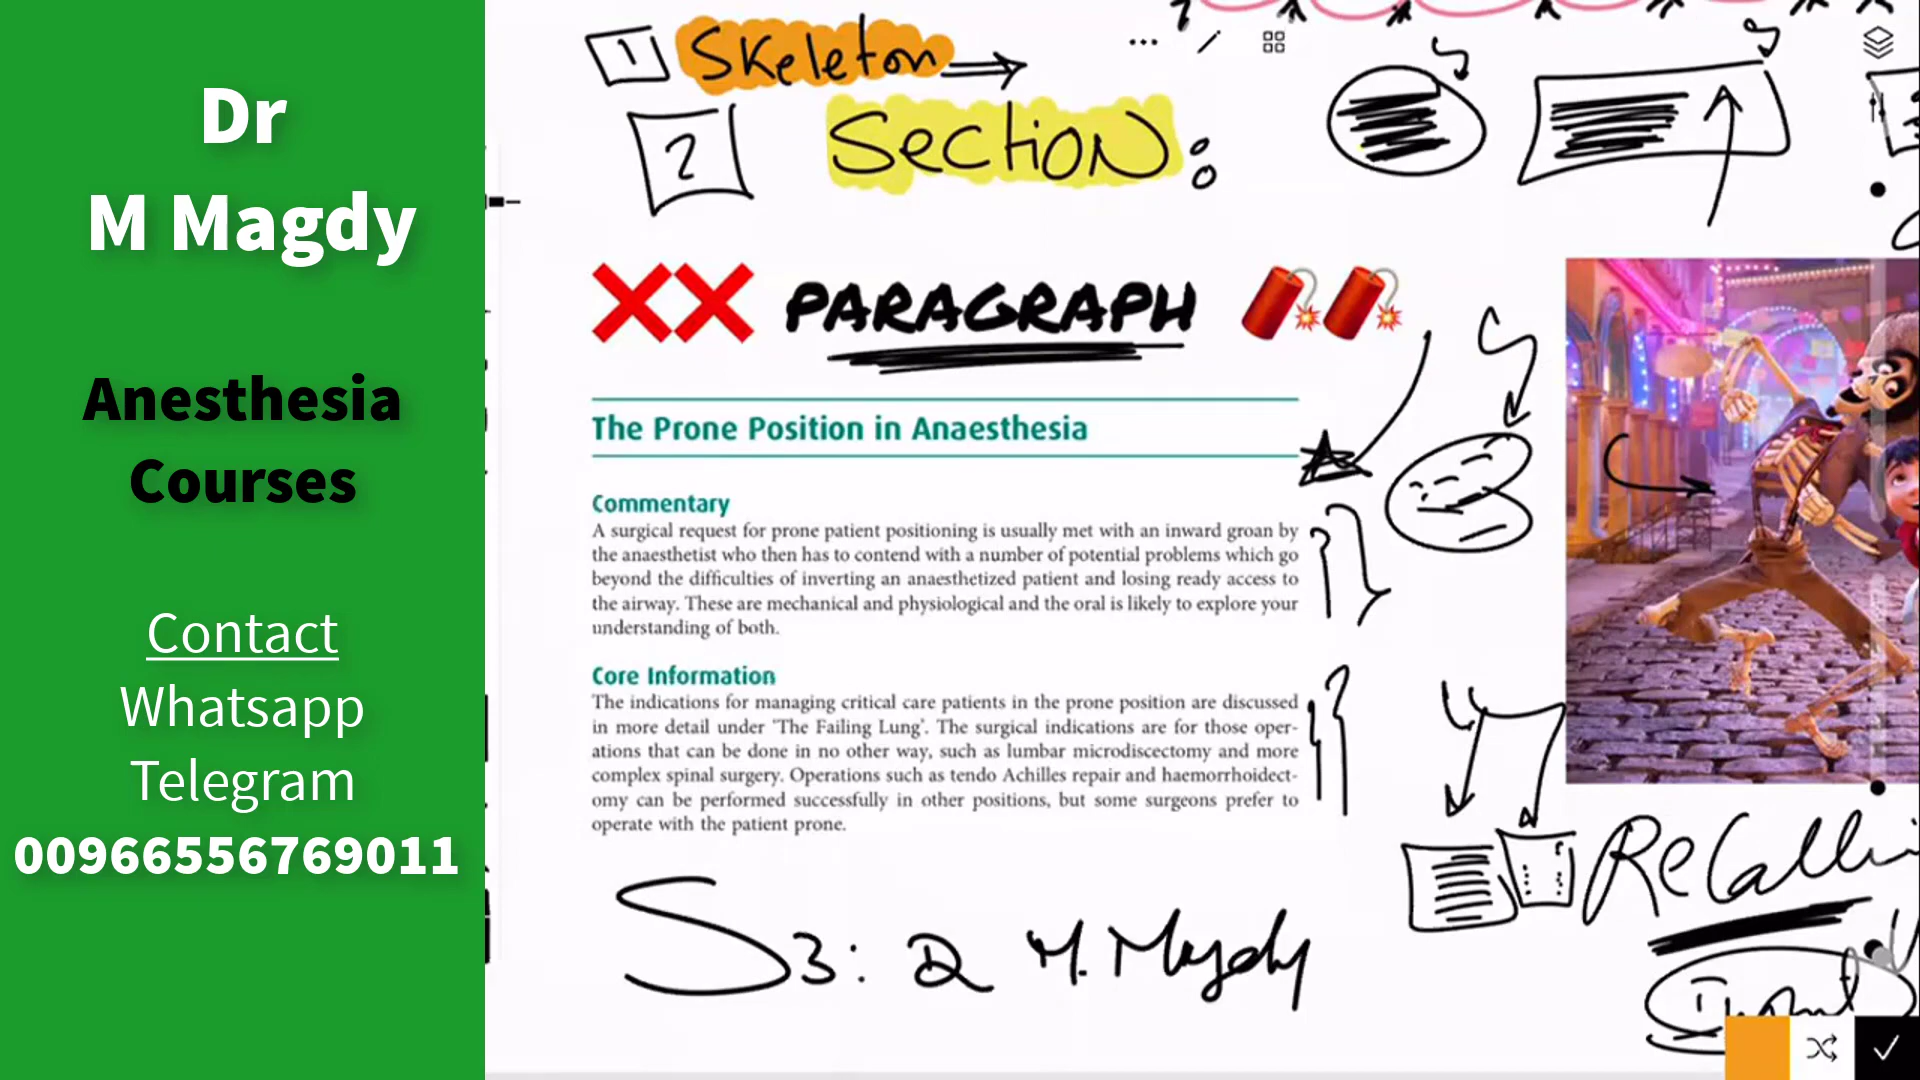 Dr
M Magdy
Anesthesia
Courses
Contact
Whatsapp
Telegram
00966556769011
1 Skeleton
2 Section:
PARAGRAPH
The Prone Position in Anaesthesia
Commentary
A surgical request for prone patient positioning is usually met with an inward groan by
the anaesthetist who then has to contend with a number of potential problems which go
beyond the difficulties of inverting an anaesthetized patient and losing ready access to
the airway. These are mechanical and physiological and the oral is likely to explore your
understanding of both.
Core Information
The indications for managing critical care patients in the prone position are discussed
in more detail under ‘The Failing Lung’. The surgical indications are for those oper-
ations that can be done in no other way, such as lumbar microdiscectomy and more
complex spinal surgery. Operations such as tendo Achilles repair and haemorrhoidect-
omy can be performed successfully in other positions, but some surgeons prefer to
operate with the patient prone.
S3: D M. Magdy